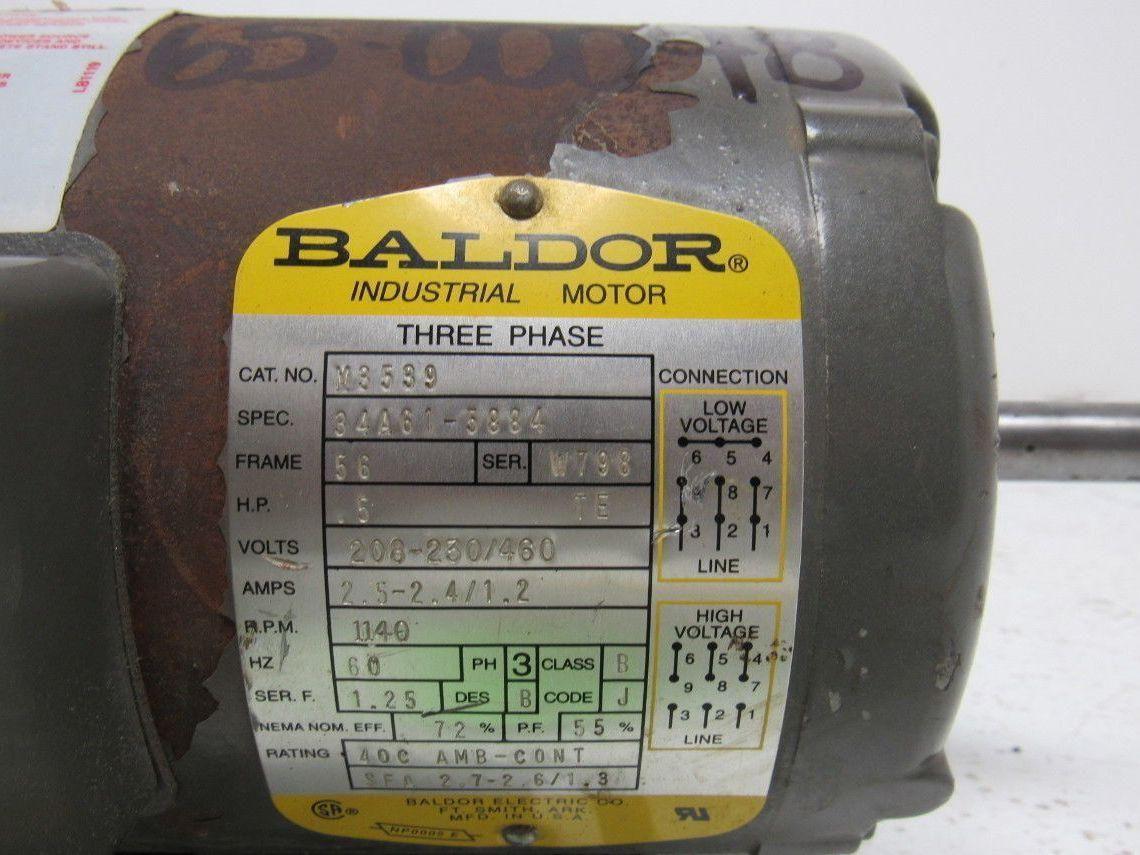 LB1119
BALDOR®
INDUSTRIAL MOTOR
THREE PHASE
CAT. NO. M3539
SPEC. 34A61-5884
FRAME 56 SER. W798
H.P. .5 TE
VOLTS 208-230/460
AMPS 2.5-2.4/1.2
R.P.M. 1140
HZ 60 PH 3 CLASS B
SER. F. 1.25 DES B CODE J
NEMA NOM. EFF. 72 % P.F. 55 %
RATING 40C AMB-CONT
SFA 2.7-2.6/1.3
CONNECTION
LOW
VOLTAGE
6 5 4
9 8 7
3 2 1
LINE
HIGH
VOLTAGE
6 5 4
9 8 7
3 2 1
LINE
BALDOR ELECTRIC CO.
FT. SMITH, ARK.
MFD. IN U.S.A.
NP0005 E